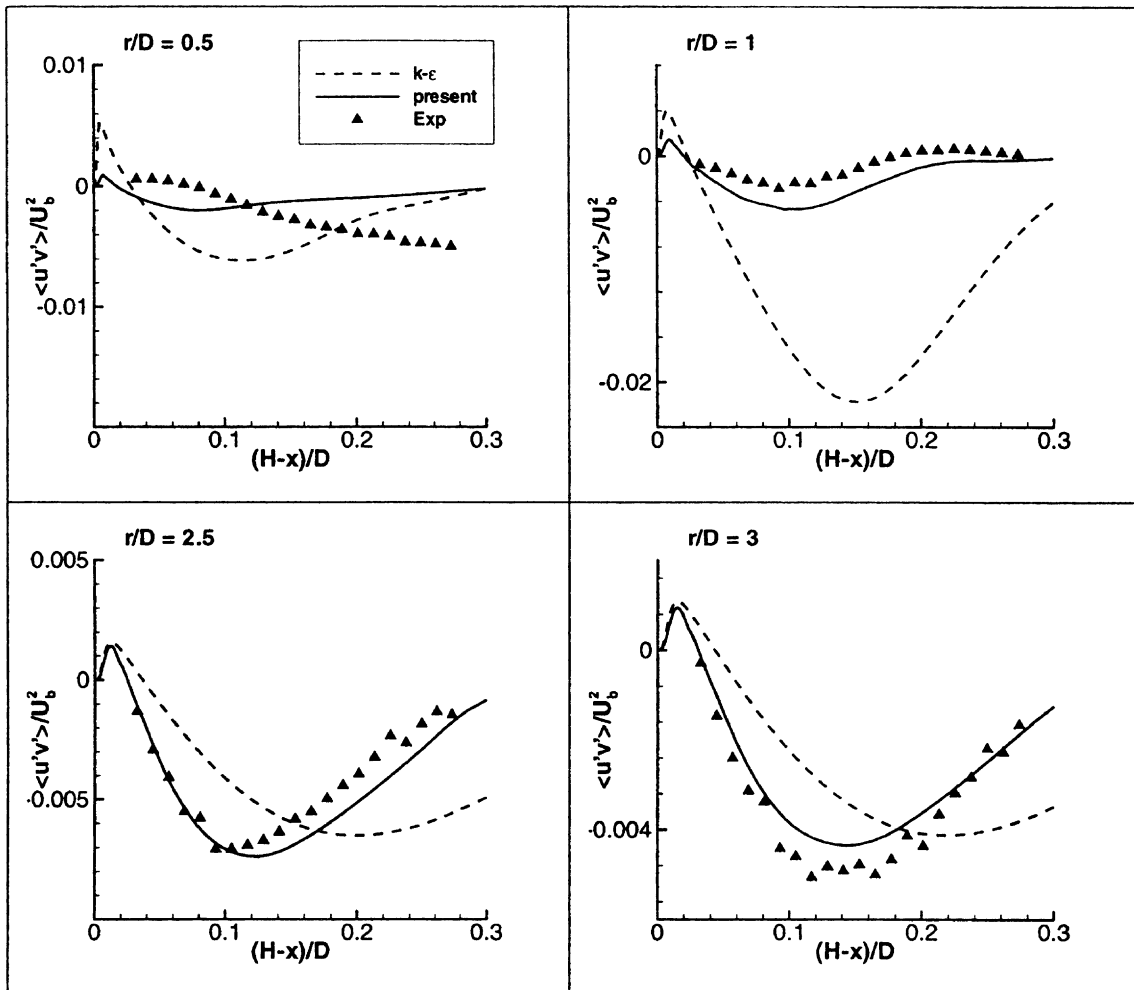 r/D = 0.5
0.01
0
-0.01
<u'v'>/U_b^2
0
0.1
0.2
0.3
(H-x)/D
k-ε
present
Exp
r/D = 1
0
-0.02
<u'v'>/U_b^2
0
0.1
0.2
0.3
(H-x)/D
r/D = 2.5
0.005
0
-0.005
<u'v'>/U_b^2
0
0.1
0.2
0.3
(H-x)/D
r/D = 3
0
-0.004
<u'v'>/U_b^2
0
0.1
0.2
0.3
(H-x)/D